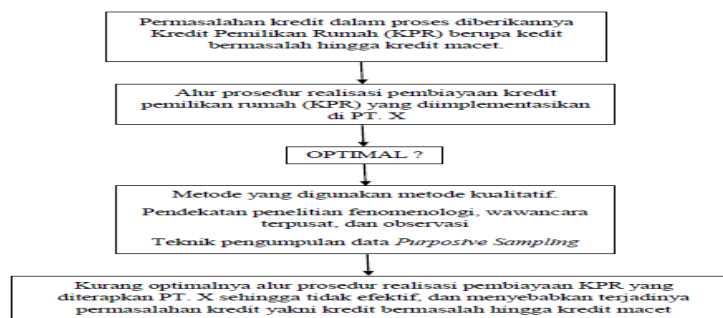 Permasalahan kredit dalam proses diberikannya
Kredit Pemilikan Rumah (KPR) berupa kedit
bermasalah hingga kredit macet.
Alur prosedur realisasi pembiayaan kredit
pemilikan rumah (KPR) yang diimplementasikan
di PT. X
OPTIMAL ?
Metode yang digunakan metode kualitatif.
Pendekatan penelitian fenomenologi, wawancara
terpusat, dan observasi
Teknik pengumpulan data Purposive Sampling
Kurang optimalnya alur prosedur realisasi pembiayaan KPR yang
diterapkan PT. X sehingga tidak efektif, dan menyebabkan terjadinya
permasalahan kredit yakni kredit bermasalah hingga kredit macet